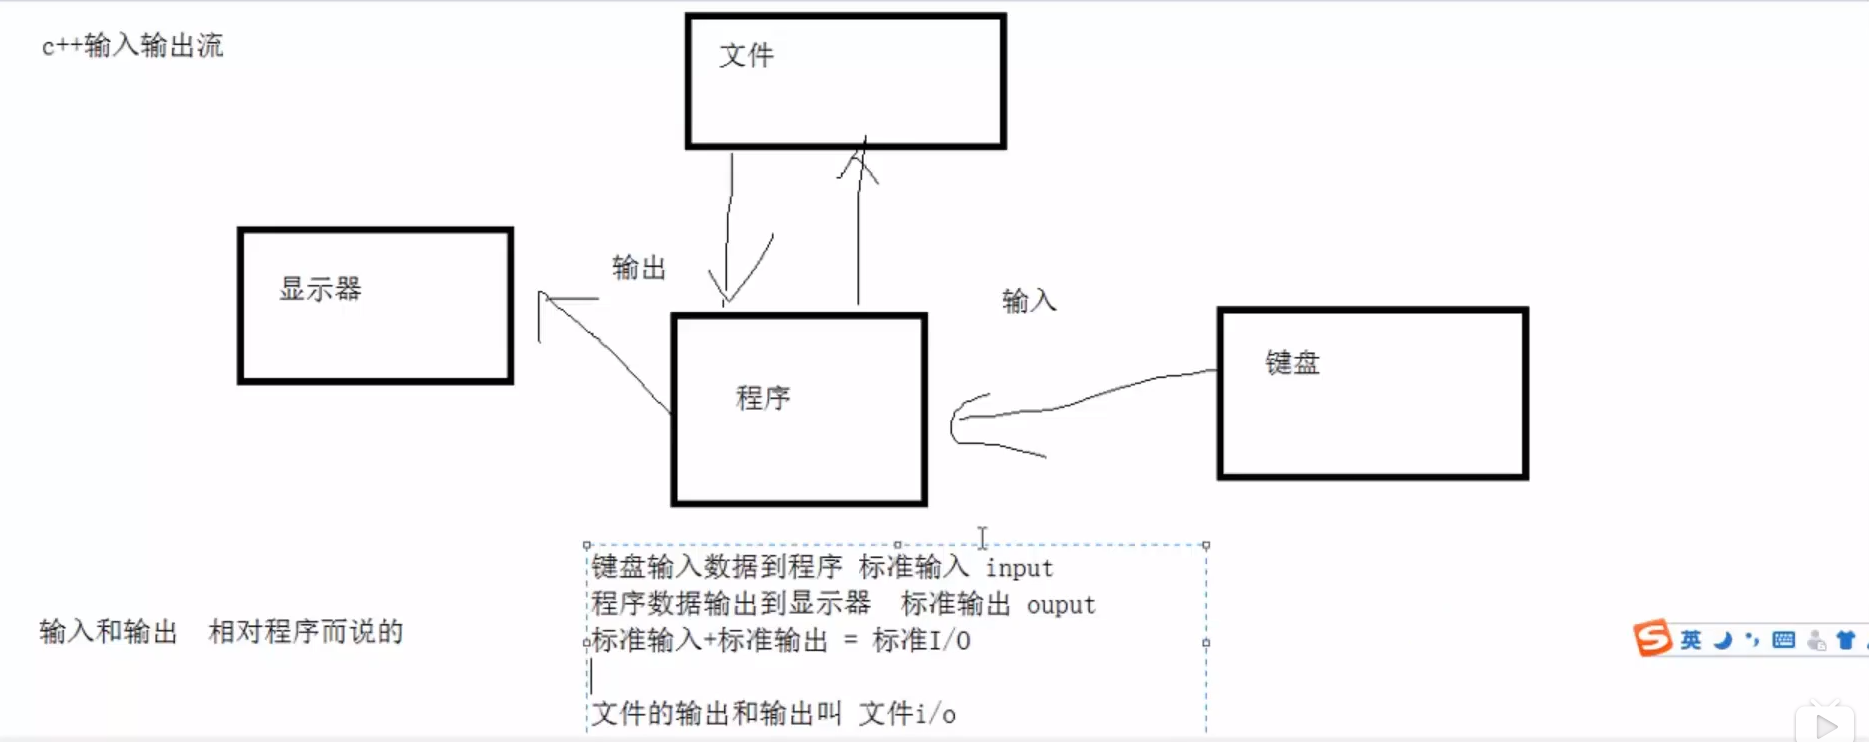 c++输入输出流
文件
输出
显示器
输入
键盘
程序
键盘输入数据到程序 标准输入 input
程序数据输出到显示器 标准输出 ouput
标准输入+标准输出 = 标准I/O
输入和输出 相对程序而说的
英
文件的输出和输出叫 文件i/o